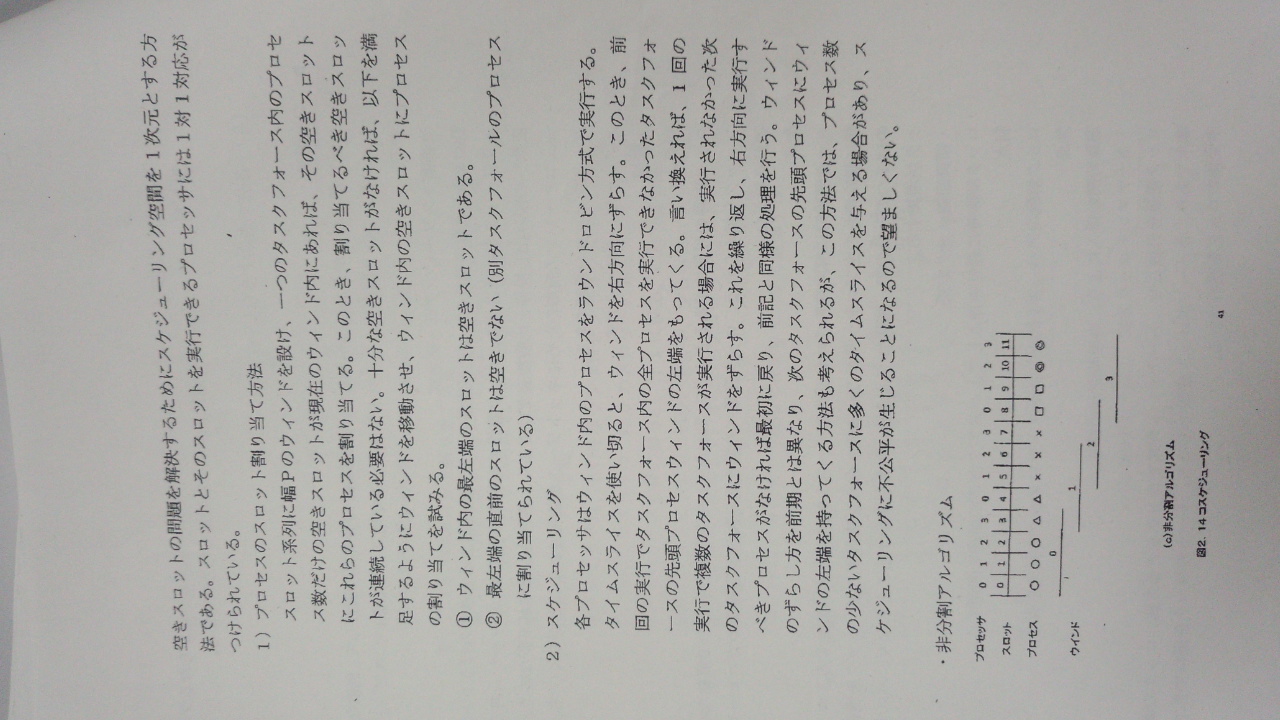 空きスロットの問題を解決するためにスケジューリング空間を１次元とする方
法である。スロットとそのスロットを実行できるプロセッサには１対１対応が
つけられている。
１）プロセスのスロット割り当て方法
スロット系列に幅Ｐのウィンドを設け、一つのタスクフォース内のプロセ
ス数だけの空きスロットが現在のウィンド内にあれば、その空きスロット
にこれらのプロセスを割り当てる。このとき、割り当てるべき空きスロッ
トが連続している必要はない。十分な空きスロットがなければ、以下を満
足するようにウィンドを移動させ、ウィンド内の空きスロットにプロセス
の割り当てを試みる。
① ウィンド内の最左端のスロットは空きスロットである。
② 最左端の直前のスロットは空きでない（別タスクフォールのプロセス
に割り当てられている）
２）スケジューリング
各プロセッサはウィンド内のプロセスをラウンドロビン方式で実行する。
タイムスライスを使い切ると、ウィンドを右方向にずらす。このとき、前
回の実行でタスクフォース内の全プロセスを実行できなかったタスクフォ
ースの先頭プロセスウィンドの左端をもってくる。言い換えれば、1 回の
実行で複数のタスクフォースが実行される場合には、実行されなかった次
のタスクフォースにウィンドをずらす。これを繰り返し、右方向に実行す
べきプロセスがなければ最初に戻り、前記と同様の処理を行う。ウィンド
のずらし方を前期とは異なり、次のタスクフォースの先頭プロセスにウィ
ンドの左端を持ってくる方法も考えられるが、この方法では、プロセス数
の少ないタスクフォースに多くのタイムスライスを与える場合があり、ス
ケジューリングに不公平が生じることになるので望ましくない。
・非分割アルゴリズム
プロセッサ 0 1 2 3 0 1 2 3 0 1 2 3
スロット 0 1 2 3 4 5 6 7 8 9 10 11
プロセス ○ ○ ○ △ △ × × × □ □ ◎ ◎
0
ウインド 1
2
3
(c)非分割アルゴリズム
図2. 14コスケジューリング
41